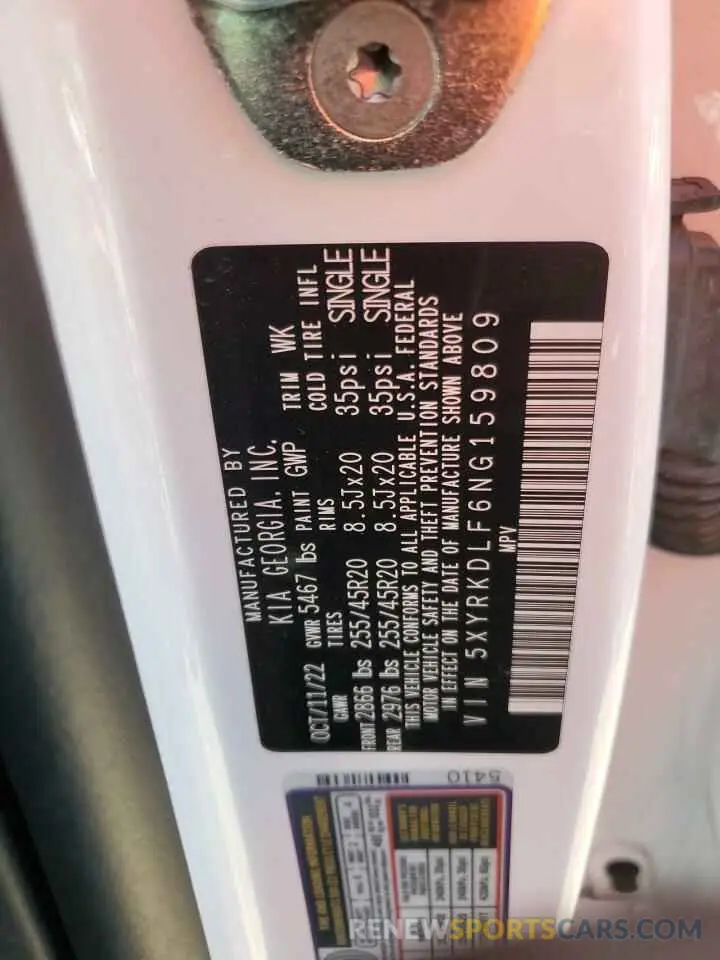 MANUFACTURED BY
KIA GEORGIA, INC.
OCT/11/22 GVWR 5467 lbs PAINT GWP TRIM WK
GAWR TIRES RIMS COLD TIRE INFL
FRONT 2866 lbs 255/45R20 8.5Jx20 35psi SINGLE
REAR 2976 lbs 255/45R20 8.5Jx20 35psi SINGLE
THIS VEHICLE CONFORMS TO ALL APPLICABLE U.S.A. FEDERAL
MOTOR VEHICLE SAFETY AND THEFT PREVENTION STANDARDS
IN EFFECT ON THE DATE OF MANUFACTURE SHOWN ABOVE
VIN 5XYRKDLF6NG159809
MPV
5410
RENEWSPORTSCARS.COM